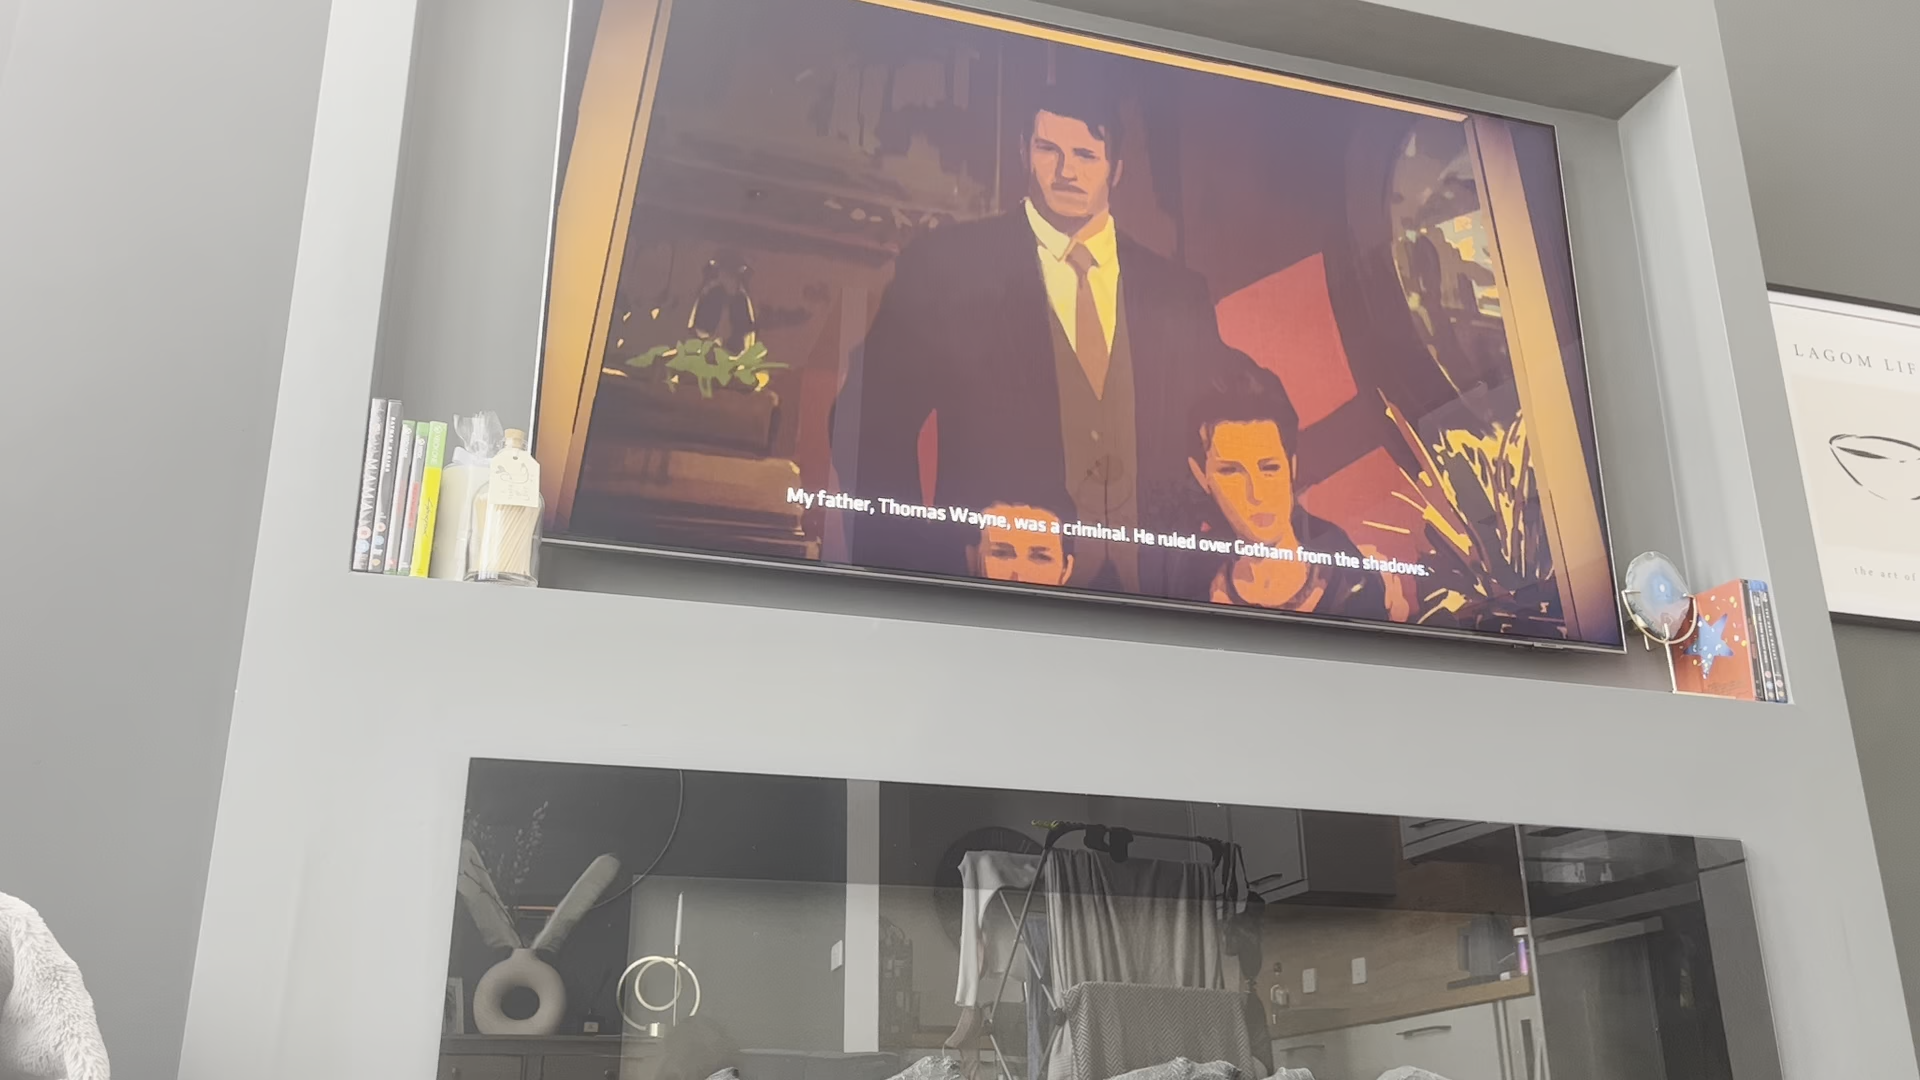 My father, Thomas Wayne, was a criminal. He ruled over Gotham from the shadows.
LAGOM LIF
the art of